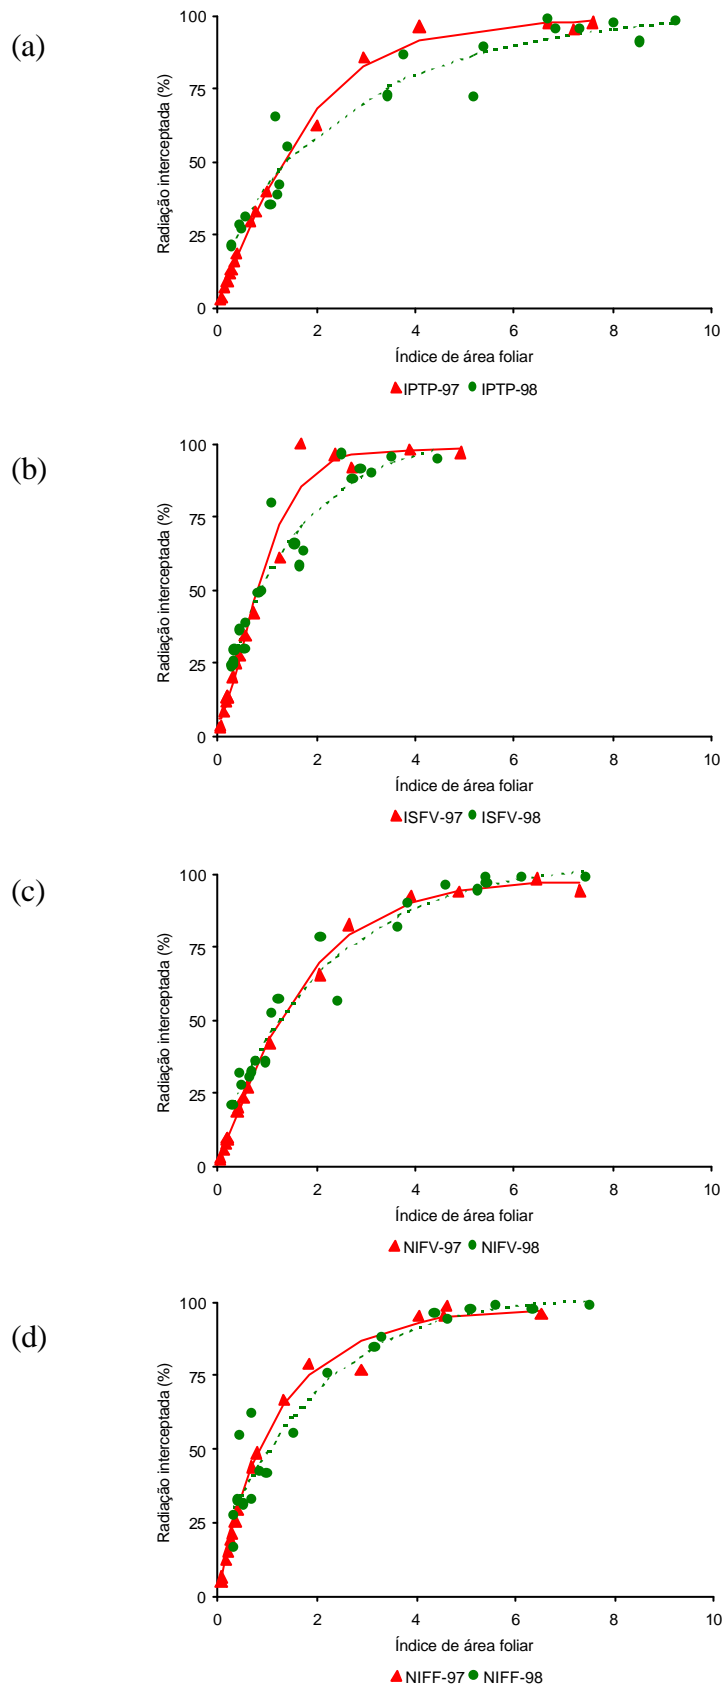 (a)
Radiação interceptada (%)
100
75
50
25
0
0 2 4 6 8 10
Índice de área foliar
IPTP-97 IPTP-98
(b)
Radiação interceptada (%)
100
75
50
25
0
0 2 4 6 8 10
Índice de área foliar
ISFV-97 ISFV-98
(c)
Radiação interceptada (%)
100
75
50
25
0
0 2 4 6 8 10
Índice de área foliar
NIFV-97 NIFV-98
(d)
Radiação interceptada (%)
100
75
50
25
0
0 2 4 6 8 10
Índice de área foliar
NIFF-97 NIFF-98